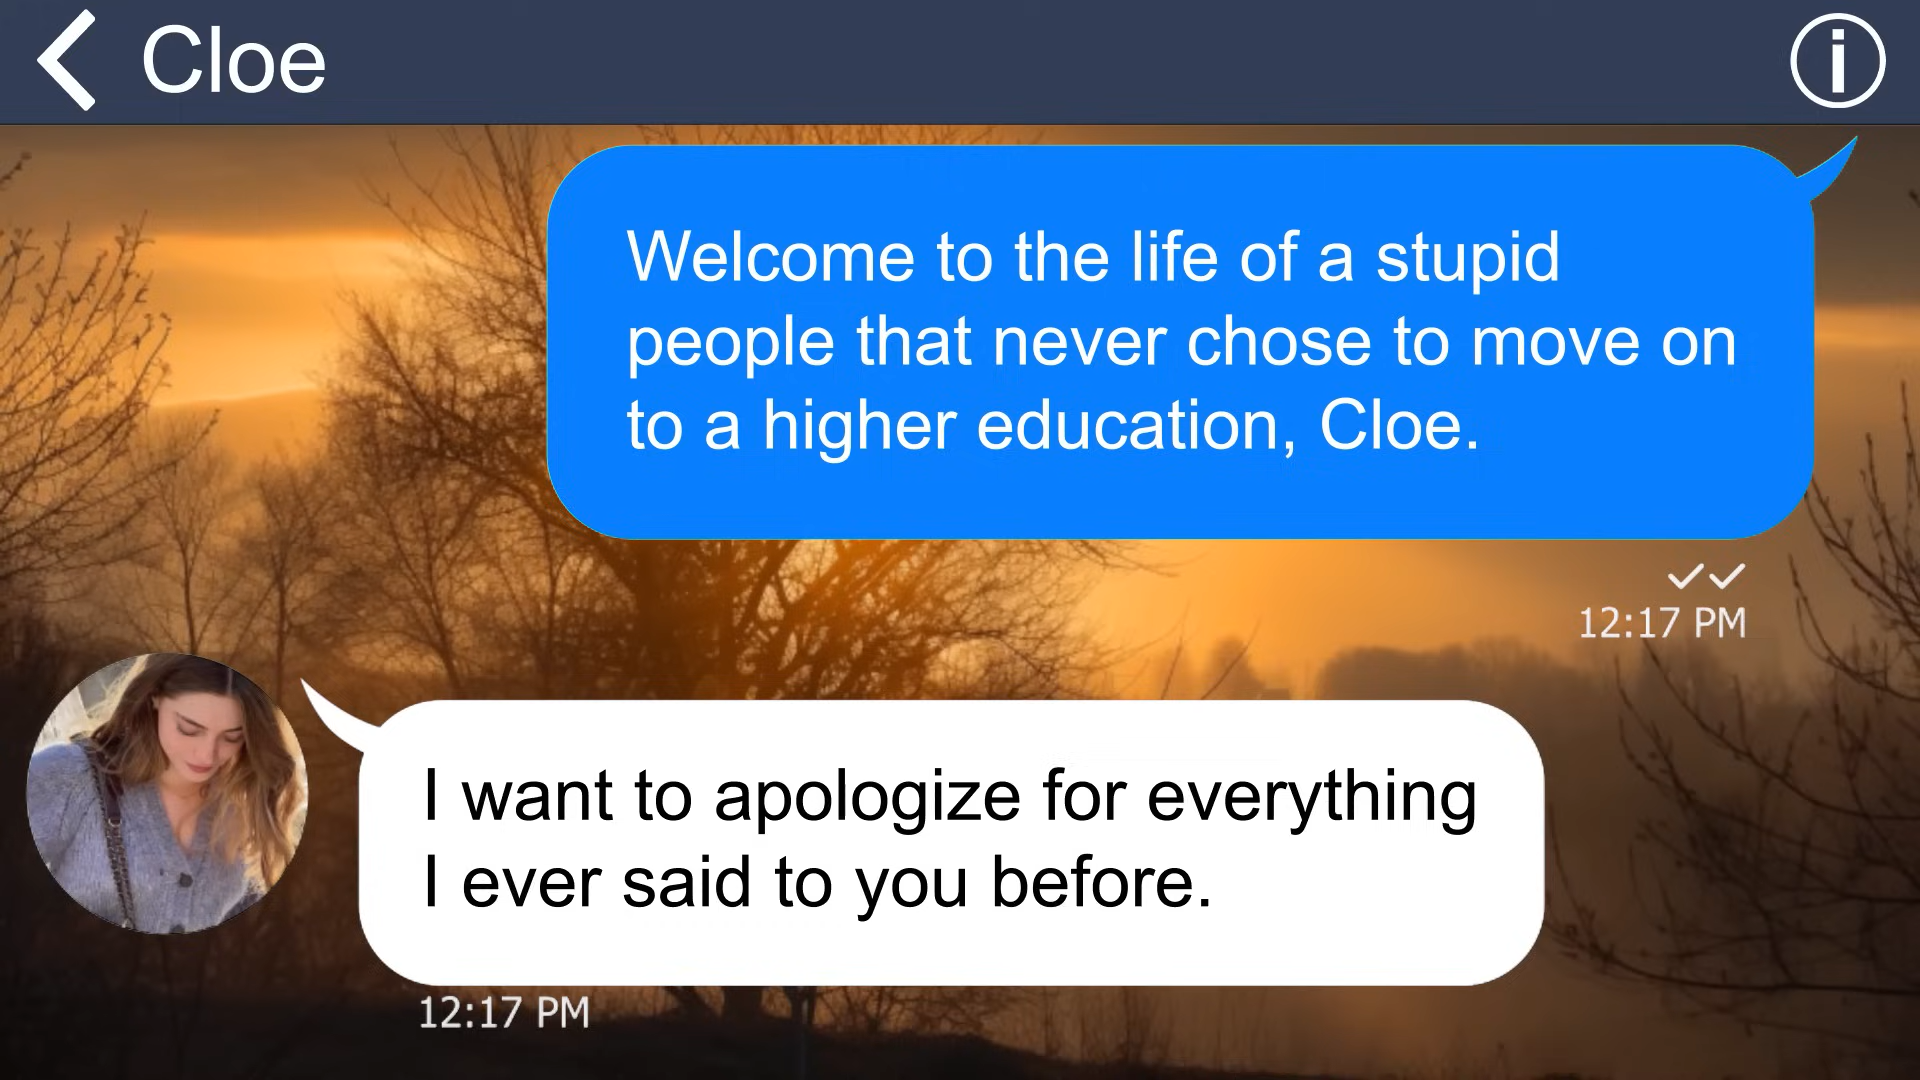 Cloe
Welcome to the life of a stupid
people that never chose to move on
to a higher education, Cloe.
12:17 PM
I want to apologize for everything
I ever said to you before.
12:17 PM